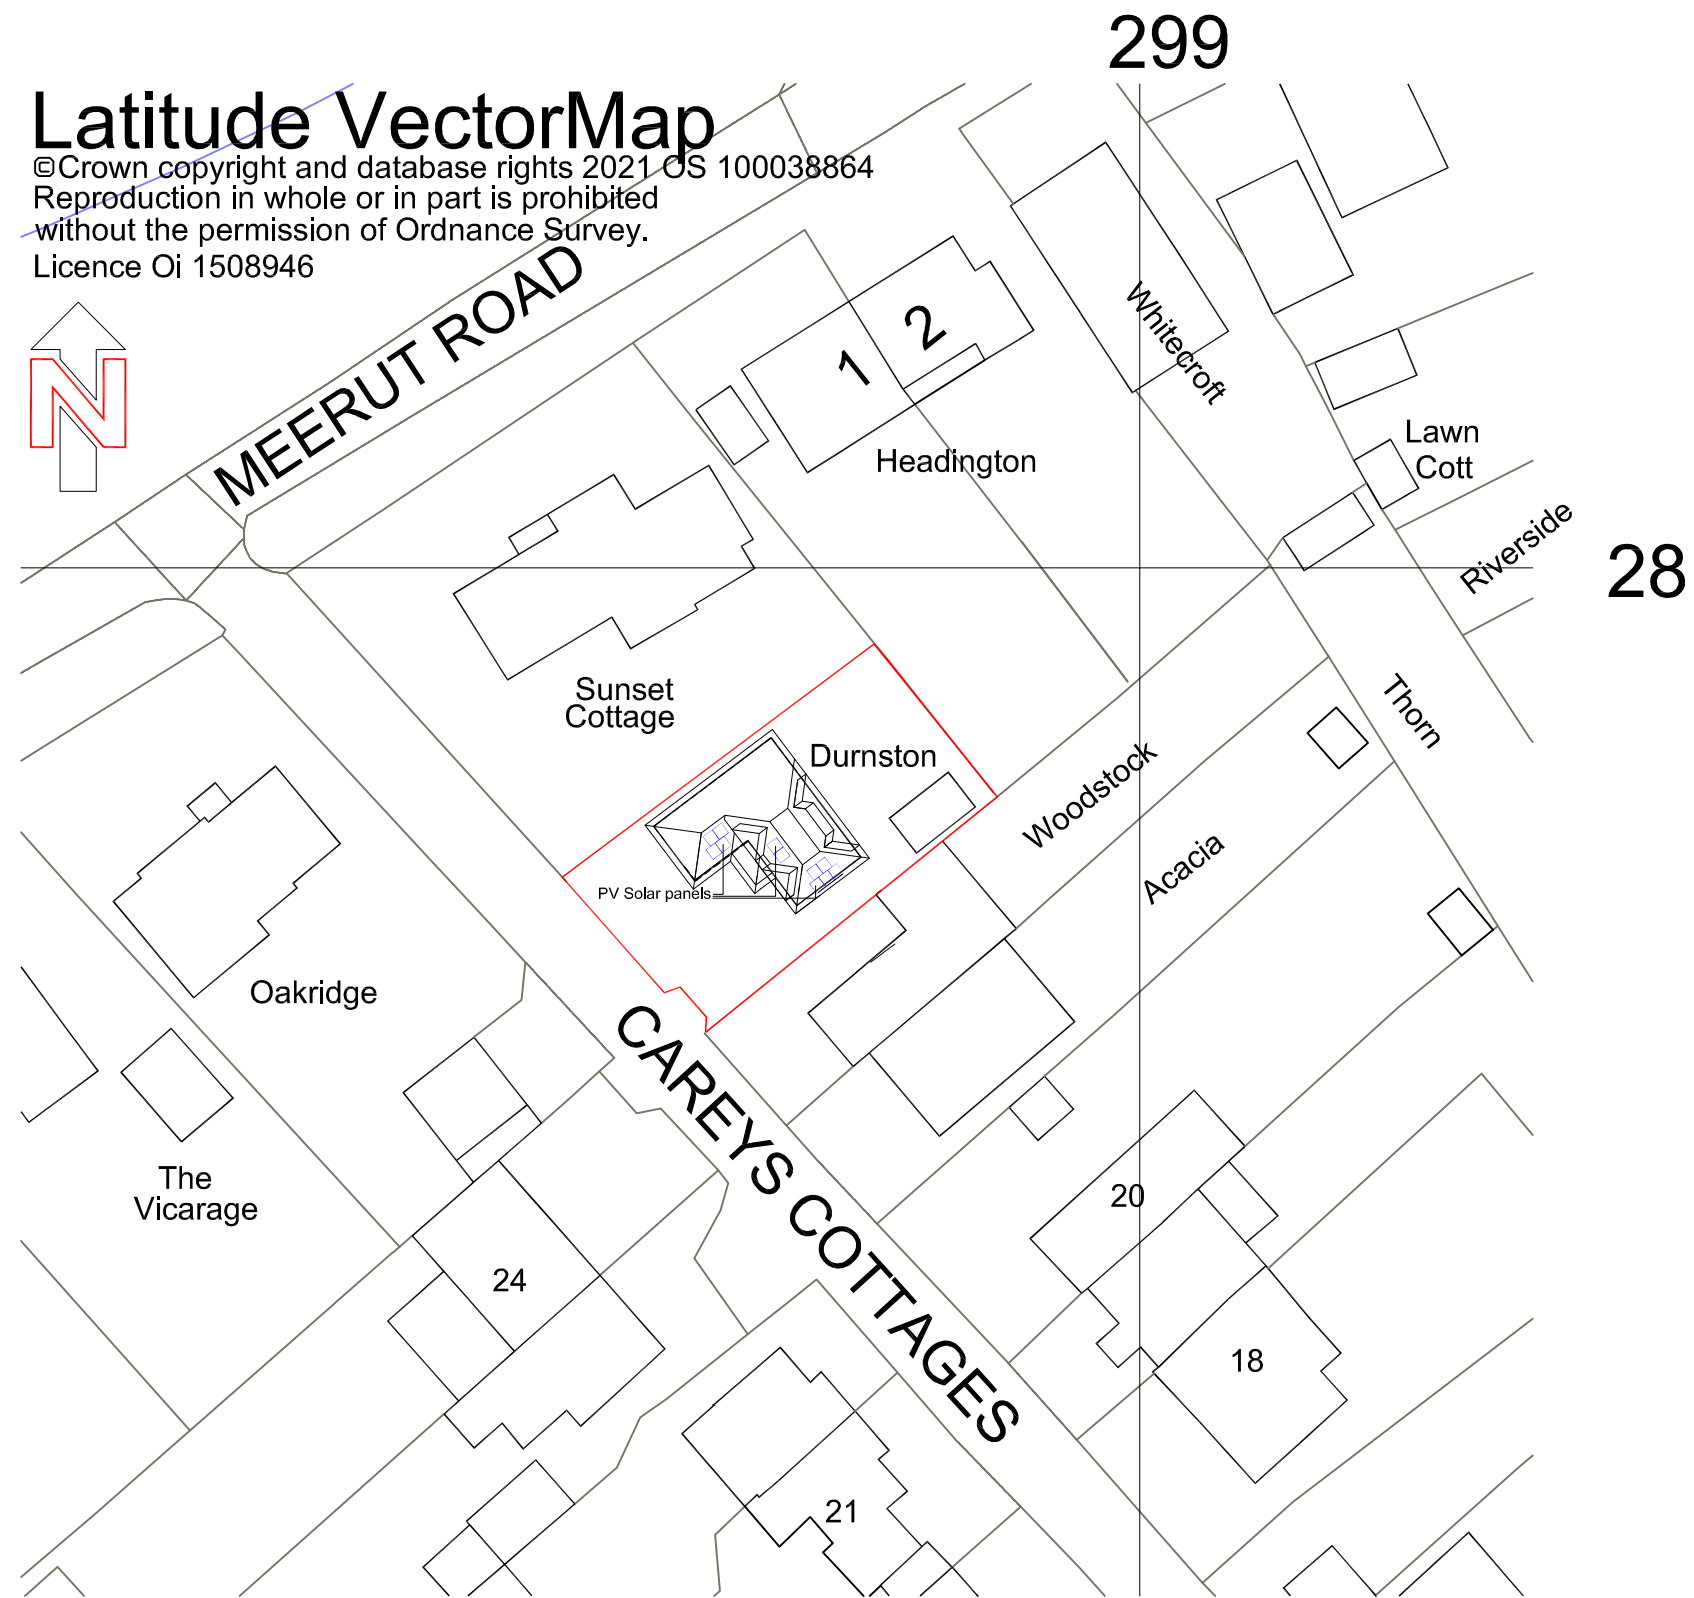 299
Latitude VectorMap
©Crown copyright and database rights 2021 OS 100038864
Reproduction in whole or in part is prohibited
without the permission of Ordnance Survey.
Licence Oi 1508946
N
MEERUT ROAD
1
2
Whitecroft
Headington
Lawn
Cott
Riverside
28
Sunset
Cottage
Durnston
Thorn
Woodstock
Acacia
PV Solar panels
Oakridge
CAREYS COTTAGES
The
Vicarage
20
24
18
21